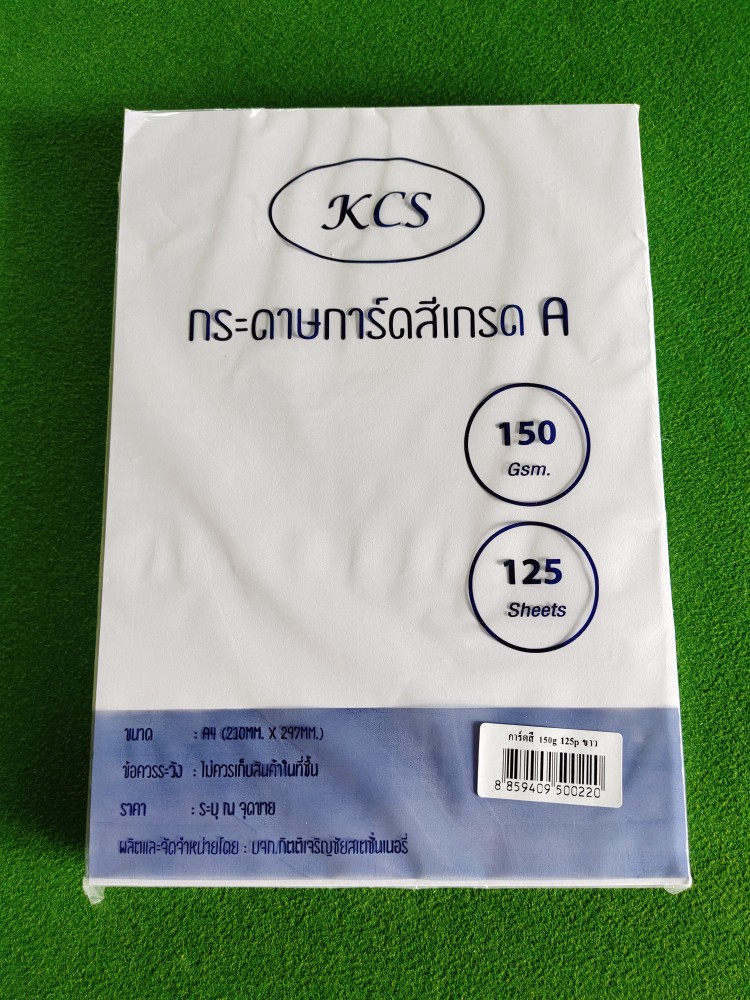 KCS
กระดาษการ์ดสีเกรด A
150
Gsm.
125
Sheets
ขนาด : A4 (210MM. X 297MM.)
ข้อควรระวัง : ไม่ควรเก็บสินค้าในที่ชื้น
ราคา : ระบุ ณ จุดขาย
ผลิตและจัดจำหน่ายโดย : บจก.กิตติเจริญชัยสเตชั่นเนอรี่
การ์ดสี 150g 125p ขาว
8 859409 500220